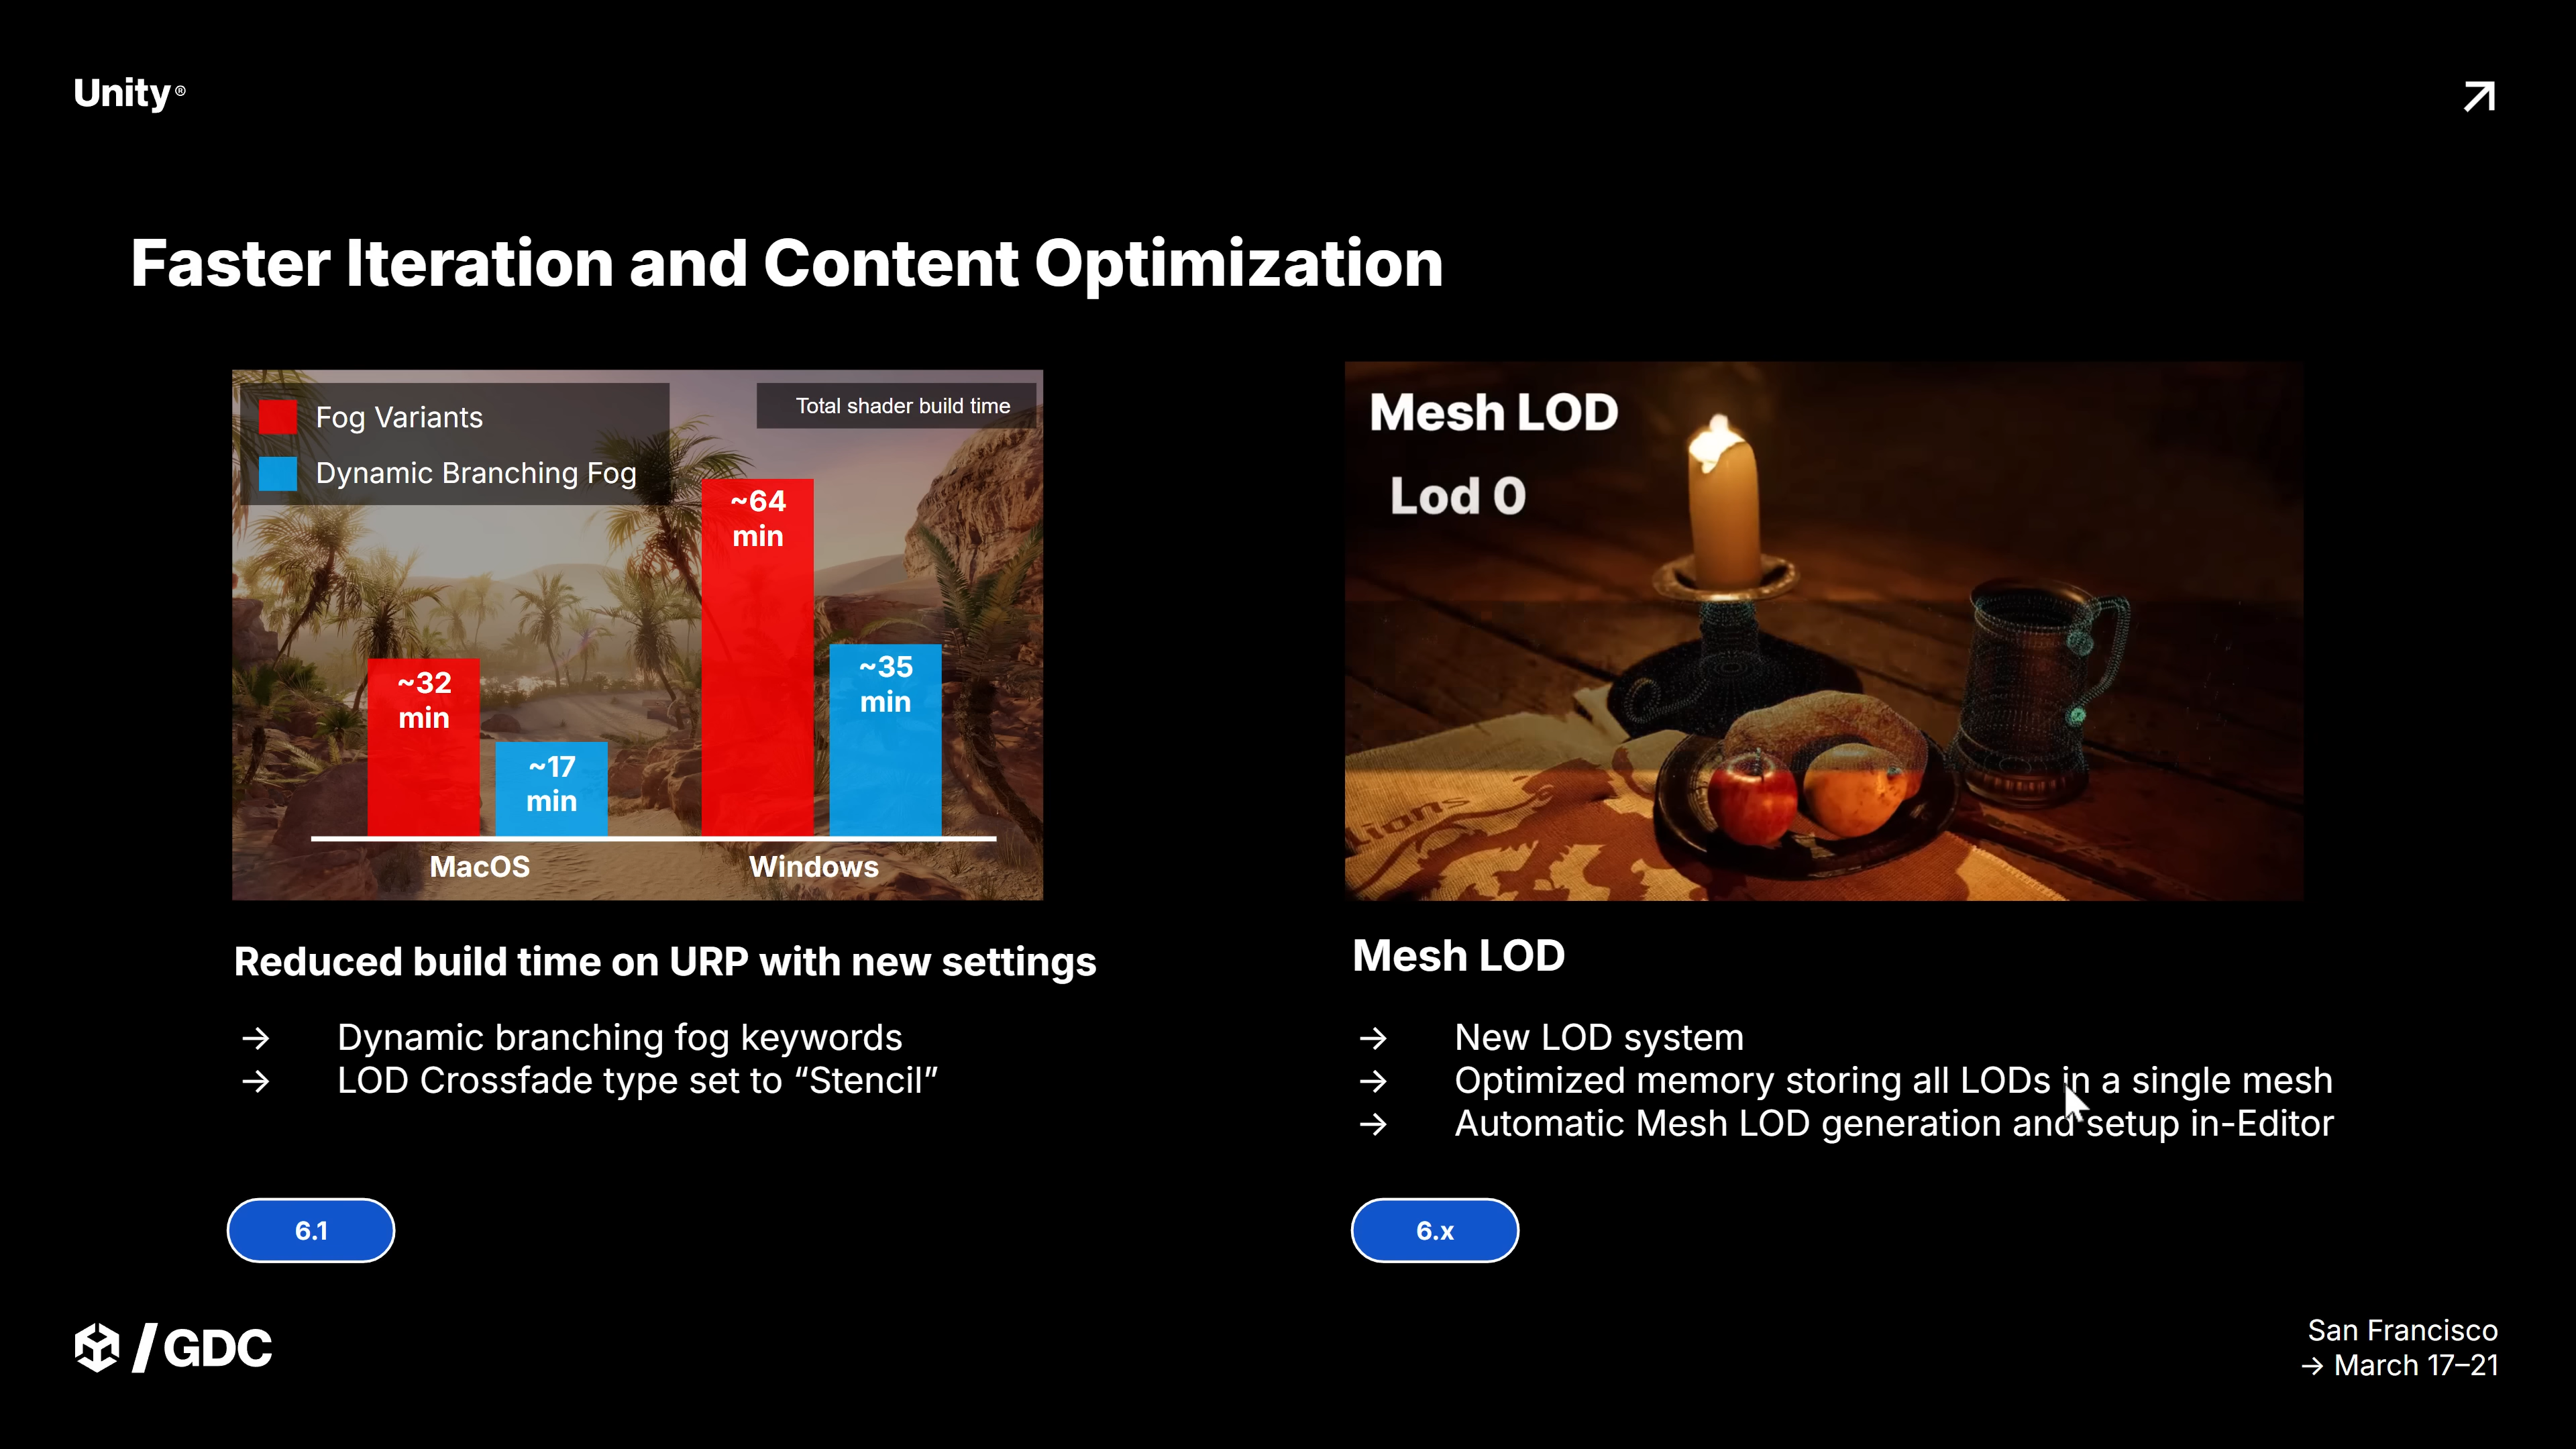 Unity®
Faster Iteration and Content Optimization
Fog Variants
Dynamic Branching Fog
Total shader build time
~32
min
~17
min
~64
min
~35
min
MacOS
Windows
Reduced build time on URP with new settings
→ Dynamic branching fog keywords
→ LOD Crossfade type set to “Stencil”
6.1
Mesh LOD
Lod 0
Mesh LOD
→ New LOD system
→ Optimized memory storing all LODs in a single mesh
→ Automatic Mesh LOD generation and setup in-Editor
6.x
/GDC
San Francisco
→ March 17–21